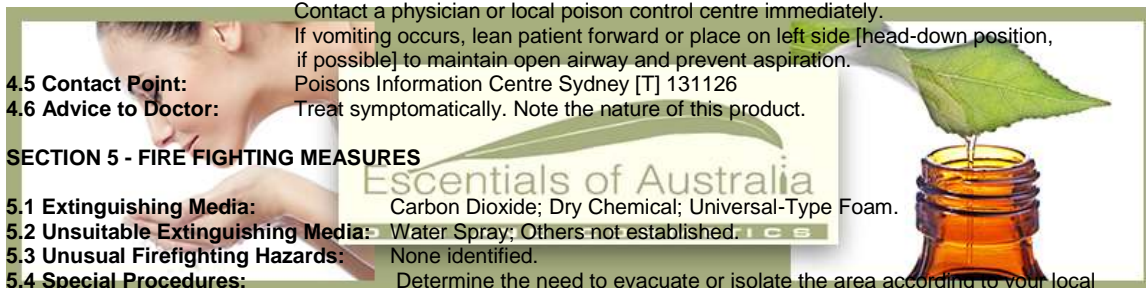 Contact a physician or local poison control centre immediately.
If vomiting occurs, lean patient forward or place on left side [head-down position,
if possible] to maintain open airway and prevent aspiration.
4.5 Contact Point: Poisons Information Centre Sydney [T] 131126
4.6 Advice to Doctor: Treat symptomatically. Note the nature of this product.
SECTION 5 - FIRE FIGHTING MEASURES
Escentials of Australia
5.1 Extinguishing Media: Carbon Dioxide; Dry Chemical; Universal-Type Foam.
5.2 Unsuitable Extinguishing Media: Water Spray; Others not established.
5.3 Unusual Firefighting Hazards: None identified.
5.4 Special Procedures: Determine the need to evacuate or isolate the area according to your local